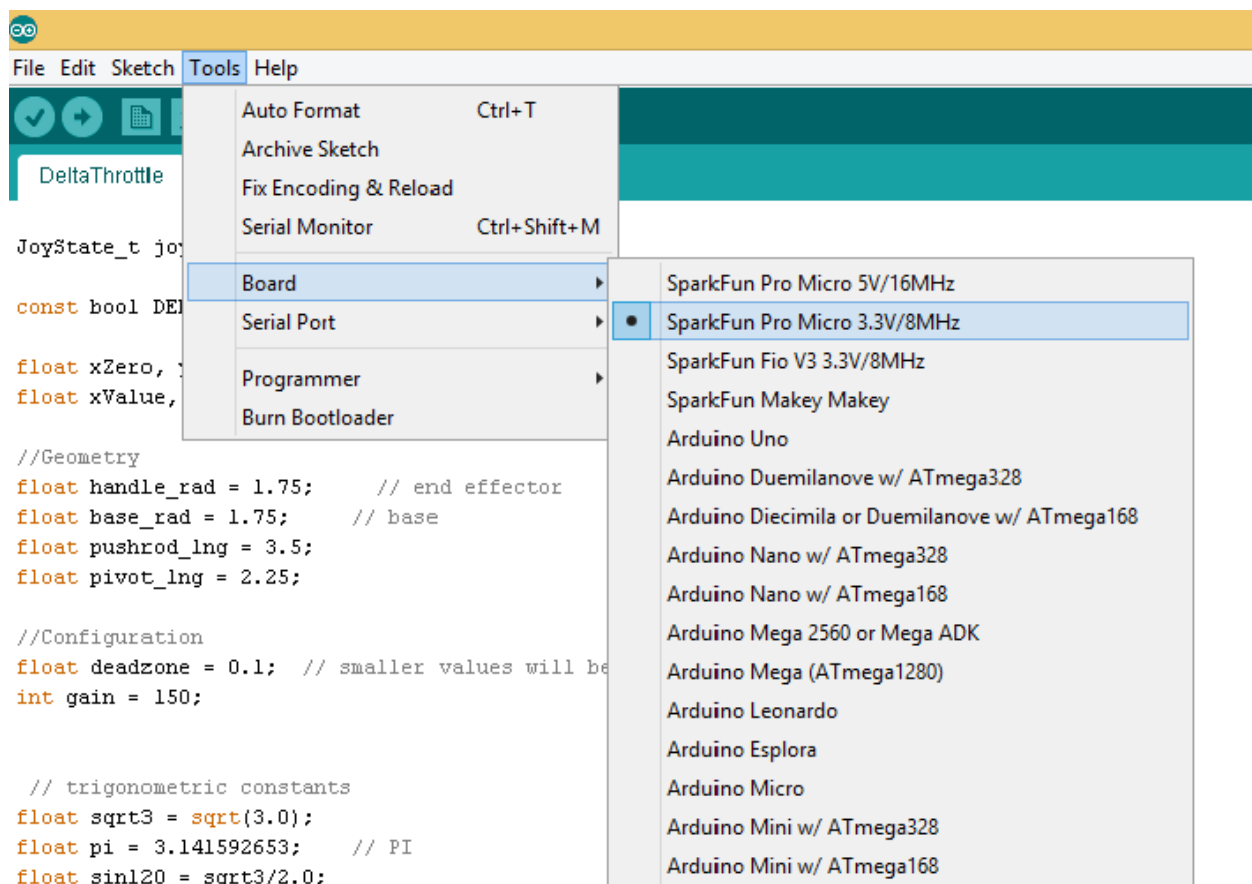 File Edit Sketch Tools Help
Auto Format Ctrl+T
Archive Sketch
Fix Encoding & Reload
Serial Monitor Ctrl+Shift+M
Board
Serial Port
Programmer
Burn Bootloader
SparkFun Pro Micro 5V/16MHz
SparkFun Pro Micro 3.3V/8MHz
SparkFun Fio V3 3.3V/8MHz
SparkFun Makey Makey
Arduino Uno
Arduino Duemilanove w/ ATmega328
Arduino Diecimila or Duemilanove w/ ATmega168
Arduino Nano w/ ATmega328
Arduino Nano w/ ATmega168
Arduino Mega 2560 or Mega ADK
Arduino Mega (ATmega1280)
Arduino Leonardo
Arduino Esplora
Arduino Micro
Arduino Mini w/ ATmega328
Arduino Mini w/ ATmega168
DeltaThrottle
JoyState_t
const bool
float xZero,
float xValue,
//Geometry
float handle_rad = 1.75; // end effector
float base_rad = 1.75; // base
float pushrod_lng = 3.5;
float pivot_lng = 2.25;
//Configuration
float deadzone = 0.1; // smaller values will be
int gain = 150;
// trigonometric constants
float sqrt3 = sqrt(3.0);
float pi = 3.141592653; // PI
float sin120 = sqrt3/2.0;